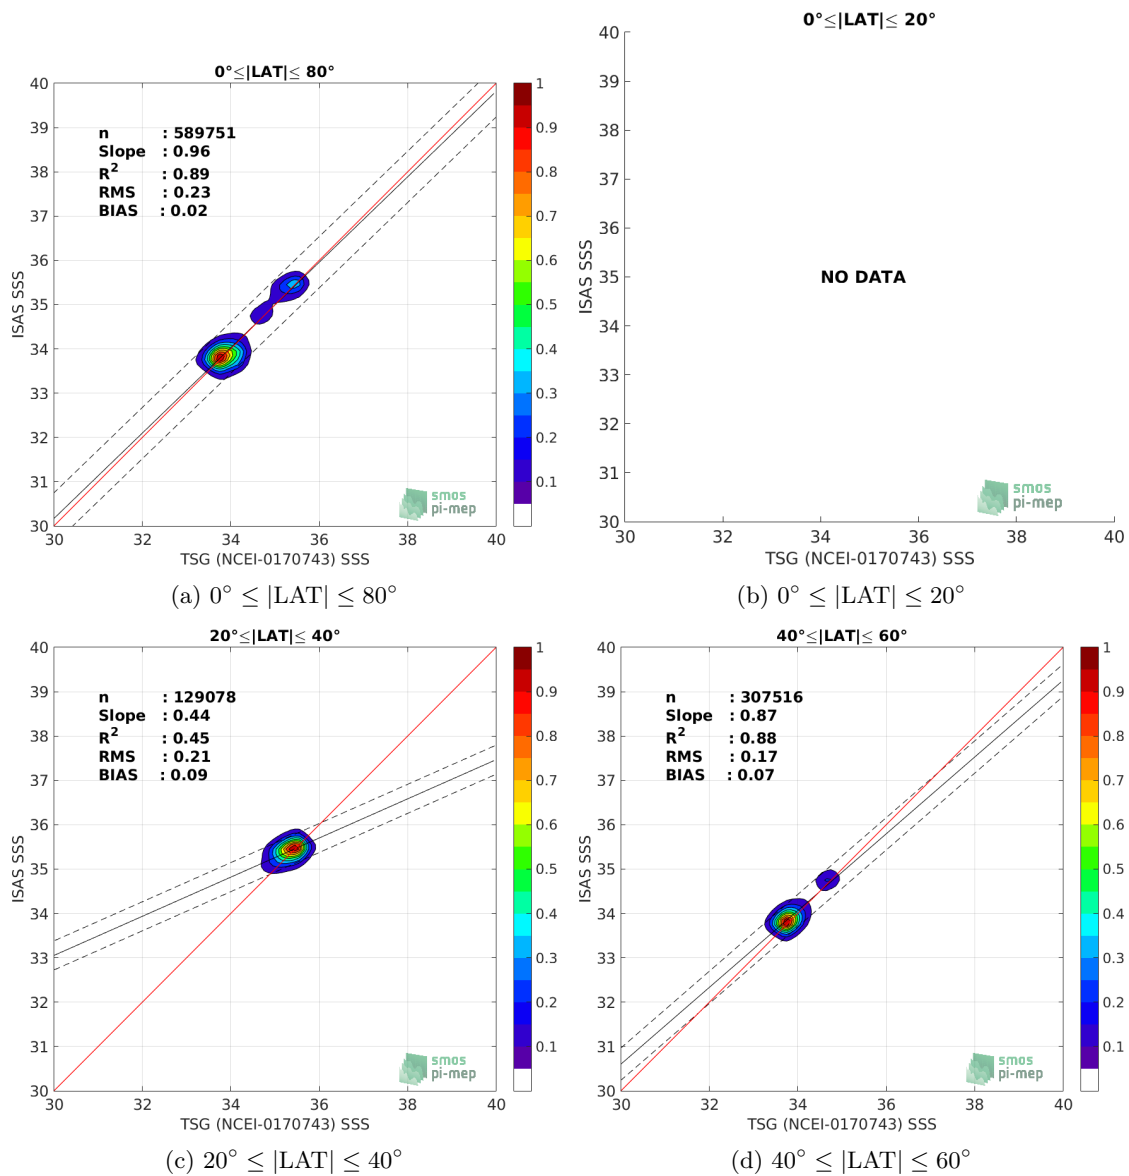 0°≤|LAT|≤ 80°
40
39
38
37
36
35
34
33
32
31
30
ISAS SSS
n : 589751
Slope : 0.96
R2 : 0.89
RMS : 0.23
BIAS : 0.02
smos
pi-mep
30 32 34 36 38 40
TSG (NCEI-0170743) SSS
1
0.9
0.8
0.7
0.6
0.5
0.4
0.3
0.2
0.1
(a) 0° ≤ |LAT| ≤ 80°
0°≤|LAT|≤ 20°
40
39
38
37
36
35
34
33
32
31
30
ISAS SSS
NO DATA
smos
pi-mep
30 32 34 36 38 40
TSG (NCEI-0170743) SSS
(b) 0° ≤ |LAT| ≤ 20°
20°≤|LAT|≤ 40°
40
39
38
37
36
35
34
33
32
31
30
ISAS SSS
n : 129078
Slope : 0.44
R2 : 0.45
RMS : 0.21
BIAS : 0.09
smos
pi-mep
30 32 34 36 38 40
TSG (NCEI-0170743) SSS
1
0.9
0.8
0.7
0.6
0.5
0.4
0.3
0.2
0.1
(c) 20° ≤ |LAT| ≤ 40°
40°≤|LAT|≤ 60°
40
39
38
37
36
35
34
33
32
31
30
ISAS SSS
n : 307516
Slope : 0.87
R2 : 0.88
RMS : 0.17
BIAS : 0.07
smos
pi-mep
30 32 34 36 38 40
TSG (NCEI-0170743) SSS
1
0.9
0.8
0.7
0.6
0.5
0.4
0.3
0.2
0.1
(d) 40° ≤ |LAT| ≤ 60°